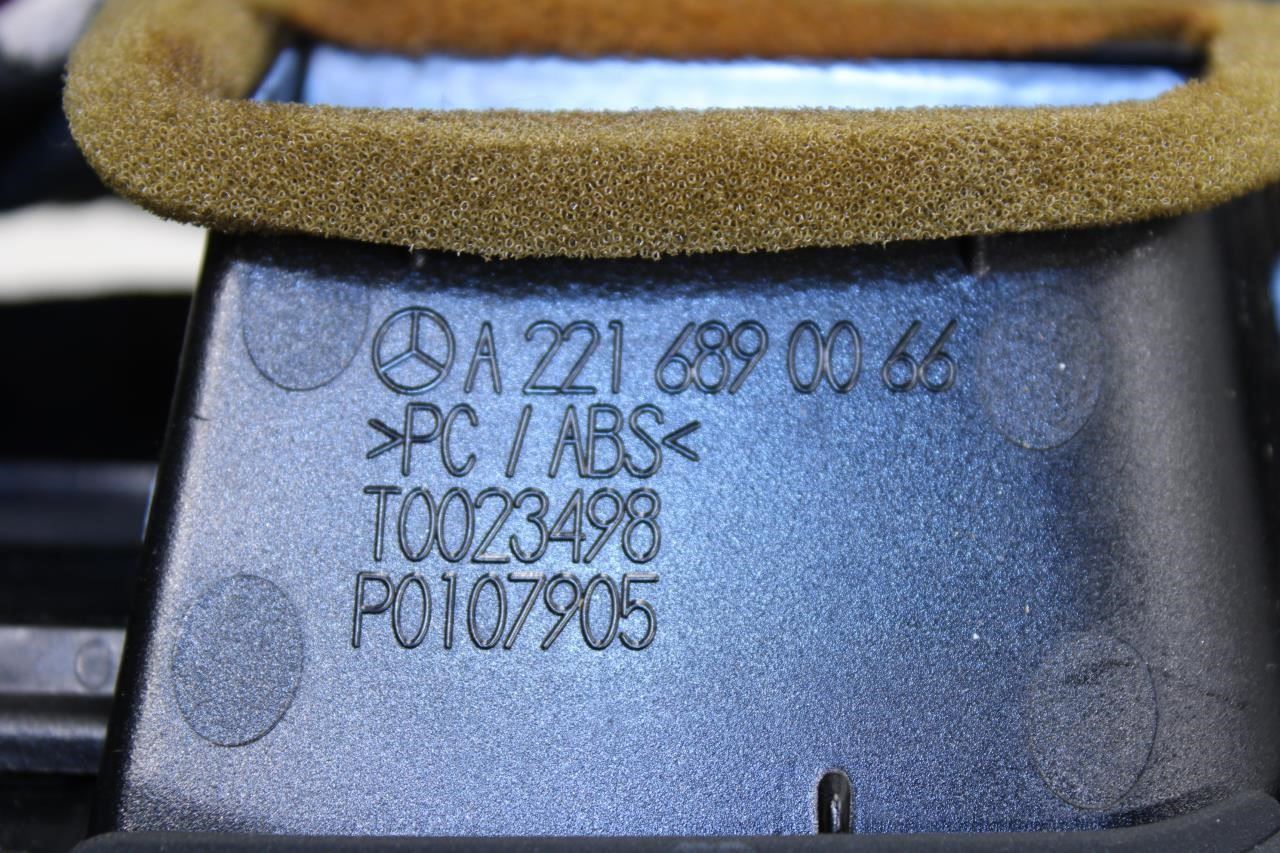 A 221 689 00 66
>PC / ABS<
T0023498
P0107905